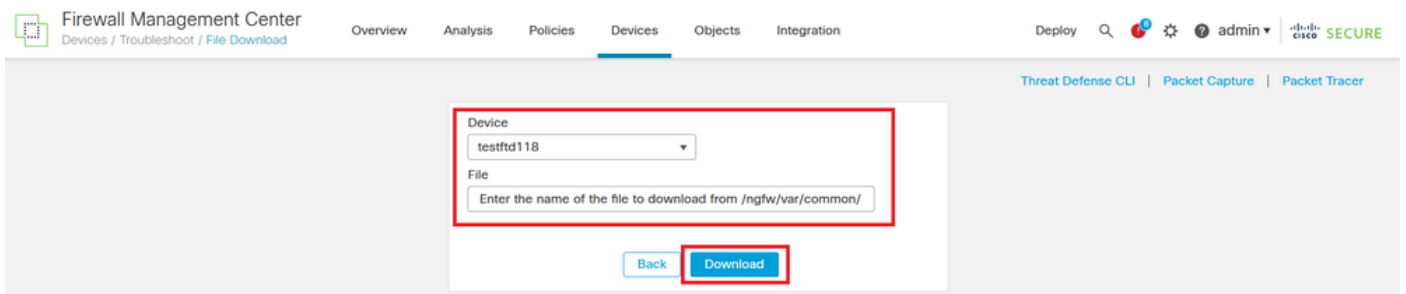 Firewall Management Center
Devices / Troubleshoot / File Download
Overview Analysis Policies Devices Objects Integration
Deploy 8 admin cisco SECURE
Threat Defense CLI | Packet Capture | Packet Tracer
Device
testftd118
File
Enter the name of the file to download from /ngfw/var/common/
Back Download